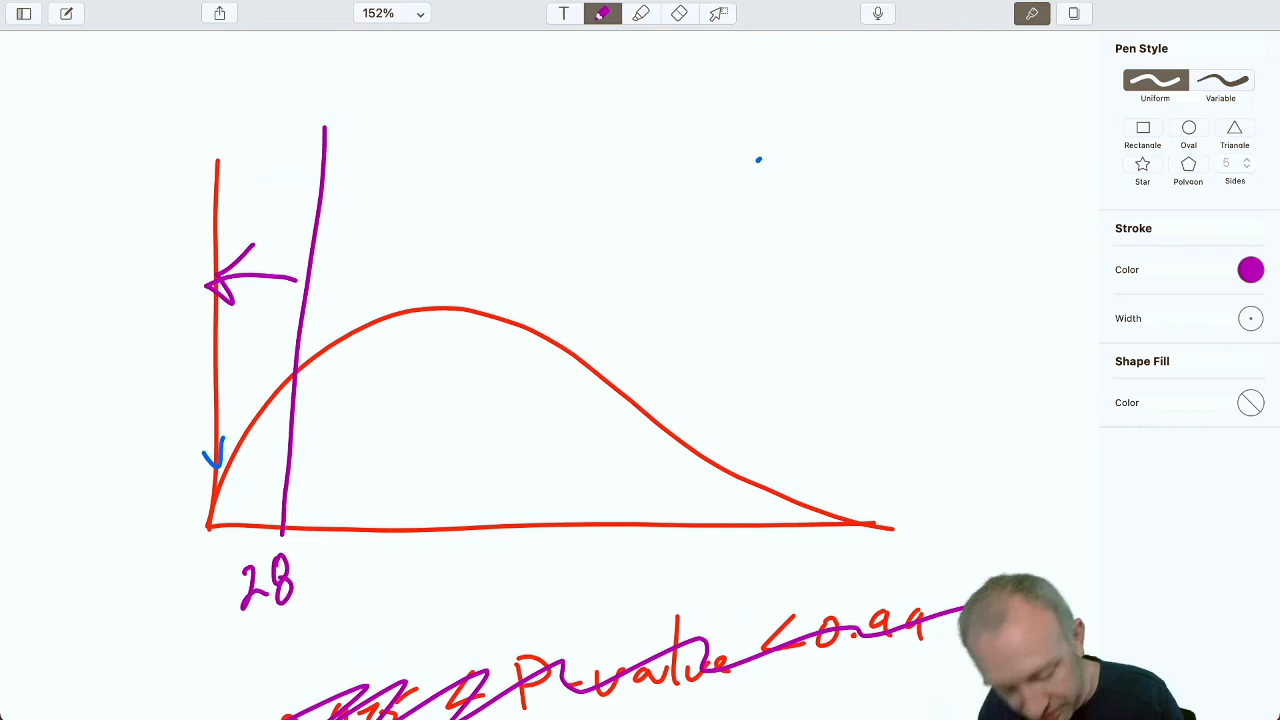 152%
T
Pen Style
Uniform Variable
Rectangle Oval Triangle
5
Star Polygon Sides
Stroke
Color
Width
Shape Fill
Color
28
< P-value < 0.99